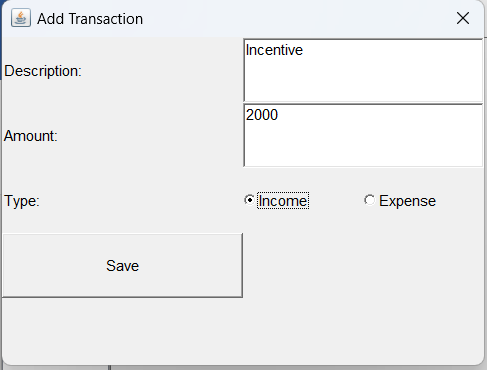 Add Transaction
Description:
Incentive
Amount:
2000
Type:
Income
Expense
Save